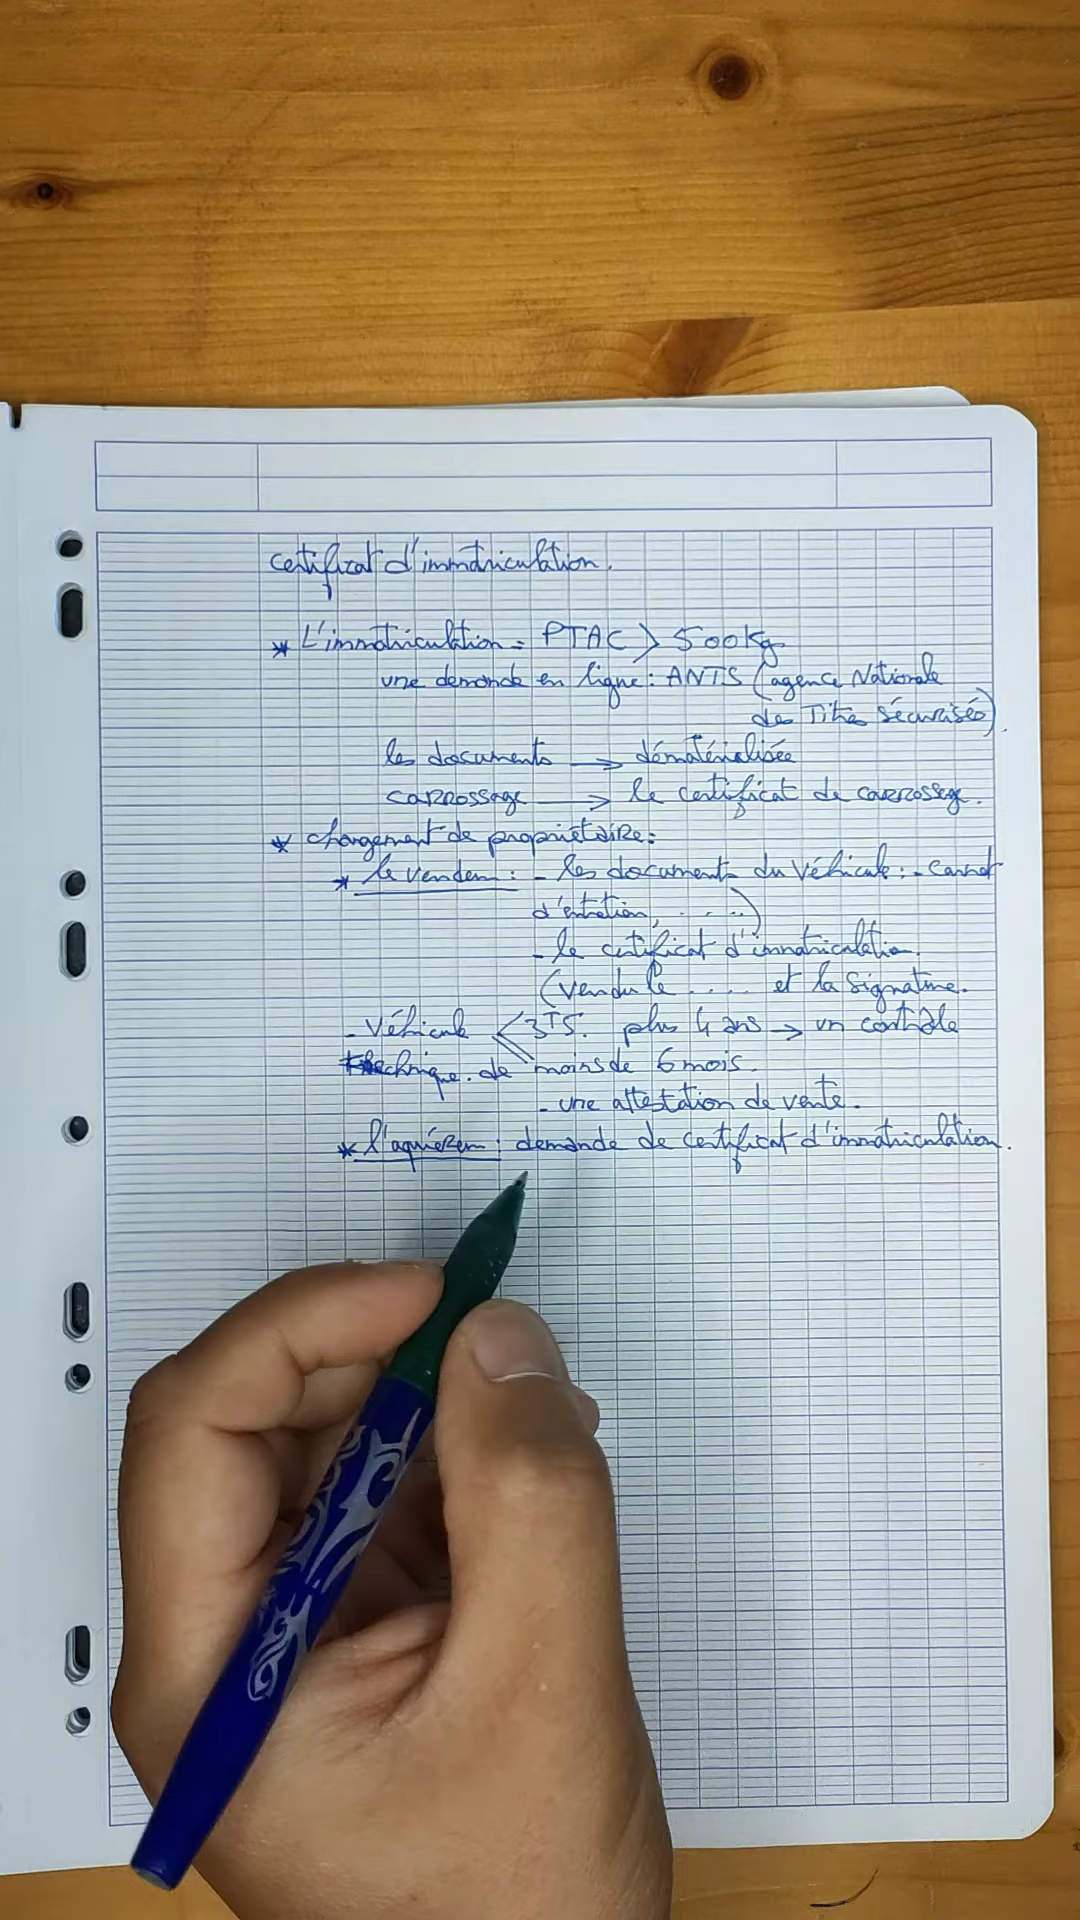 certificat d'immatriculation.
* L'immatriculation = PTAC > 500Kg
une demande en ligne : ANTS (agence Nationale
des Titres sécurisés).
les documents → dématérialisée
carrossage → le certificat de carrossage.
* changement de propriétaire :
* le vendeur : - les documents du véhicule : - carnet
d'entretien, .....)
- le certificat d'immatriculation.
(vendu le ..... et la signature.
- véhicule ≤ 3T5. plus 4 ans → un contrôle
technique. de moins de 6 mois.
- une attestation de vente.
* l'aquéreur : demande de certificat d'immatriculation.